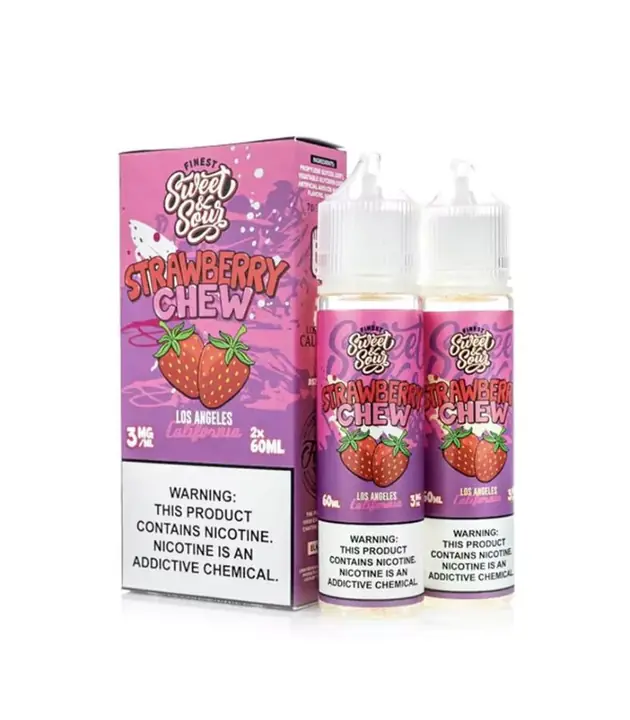 FINEST
Sweet
&
Sour
STRAWBERRY
CHEW
LOS ANGELES
California
3 MG/ML
2x
60ML
WARNING:
THIS PRODUCT
CONTAINS NICOTINE.
NICOTINE IS AN
ADDICTIVE CHEMICAL.
INGREDIENTS:
FINEST
Sweet
&
Sour
STRAWBERRY
CHEW
LOS ANGELES
California
60ML
WARNING:
THIS PRODUCT
CONTAINS NICOTINE.
NICOTINE IS AN
ADDICTIVE CHEMICAL.
FINEST
Sweet
&
Sour
STRAWBERRY
CHEW
LOS ANGELES
California
WARNING:
THIS PRODUCT
CONTAINS NICOTINE.
NICOTINE IS AN
ADDICTIVE CHEMICAL.